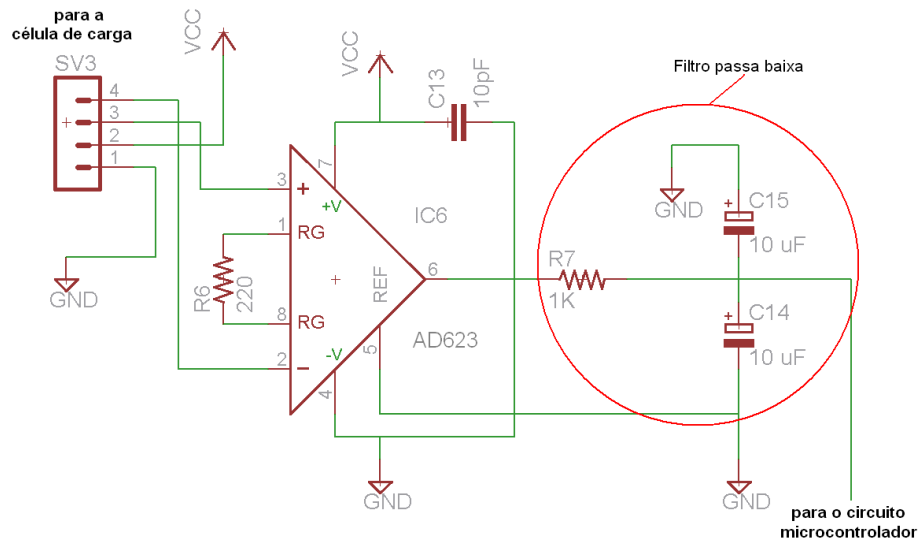 para a
célula de carga
SV3
4
3
2
1
+
GND
VCC
VCC
C13
10pF
+
3
1
8
2
7
6
5
4
+
+V
RG
RG
-V
–
+
REF
IC6
AD623
R6
220
GND
Filtro passa baixa
R7
1K
GND
+
C15
10 uF
+
C14
10 uF
GND
para o circuito
microcontrolador